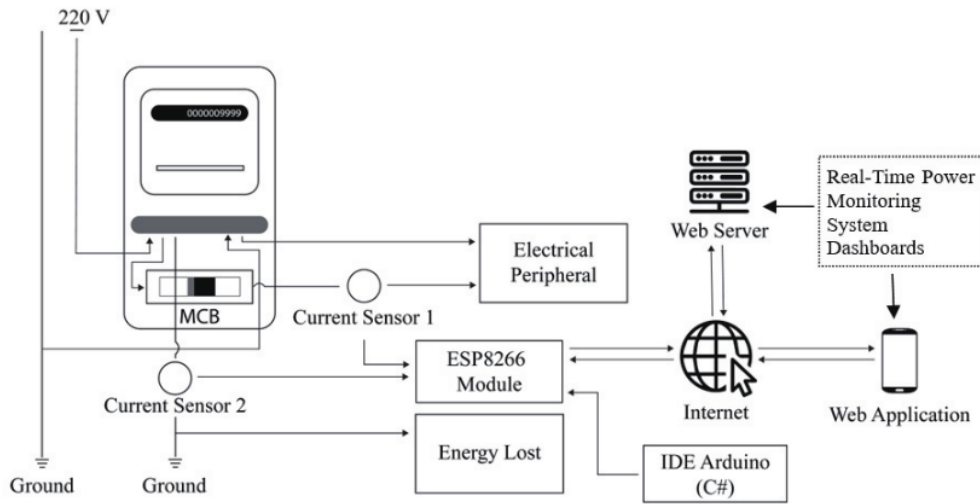 220 V
0000009999
Real-Time Power
Monitoring
System
Dashboards
Web Server
Electrical
Peripheral
MCB
Current Sensor 1
ESP8266
Module
Current Sensor 2
Internet
Web Application
Energy Lost
IDE Arduino
(C#)
Ground
Ground